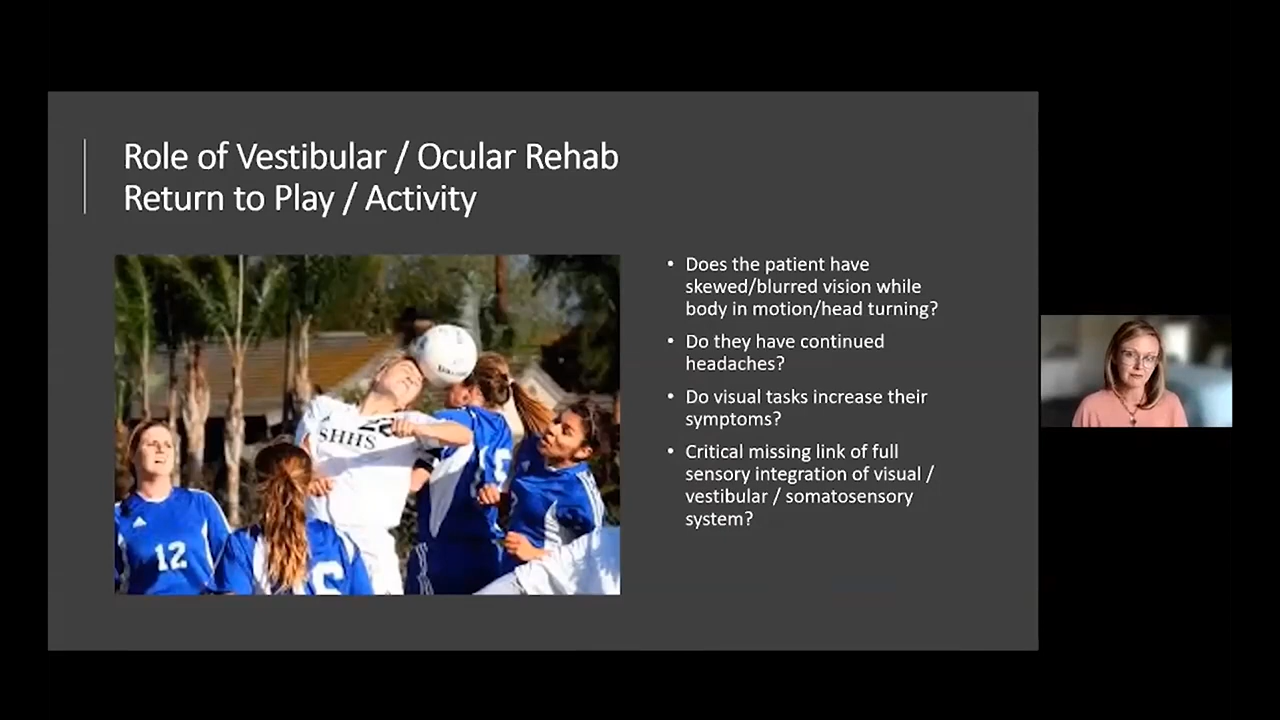 Role of Vestibular / Ocular Rehab
Return to Play / Activity
• Does the patient have
skewed/blurred vision while
body in motion/head turning?
• Do they have continued
headaches?
• Do visual tasks increase their
symptoms?
• Critical missing link of full
sensory integration of visual /
vestibular / somatosensory
system?
SHHS
22
12